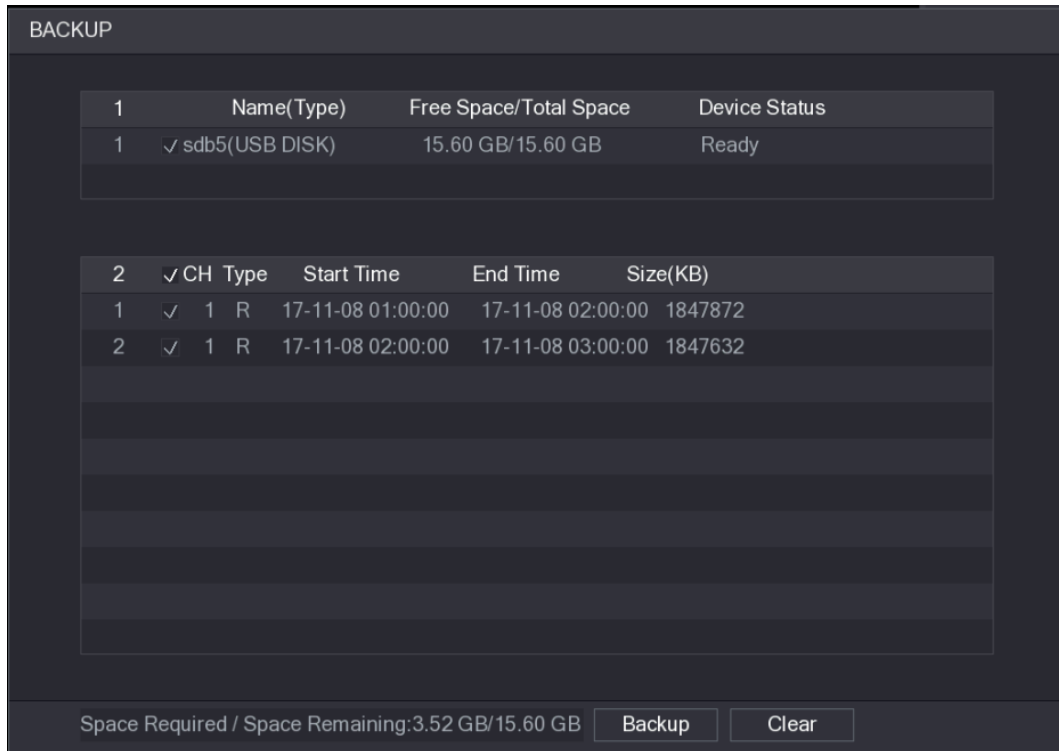 BACKUP
1 Name(Type) Free Space/Total Space Device Status
1 sdb5(USB DISK) 15.60 GB/15.60 GB Ready
2 CH Type Start Time End Time Size(KB)
1 1 R 17-11-08 01:00:00 17-11-08 02:00:00 1847872
2 1 R 17-11-08 02:00:00 17-11-08 03:00:00 1847632
Space Required / Space Remaining:3.52 GB/15.60 GB Backup Clear